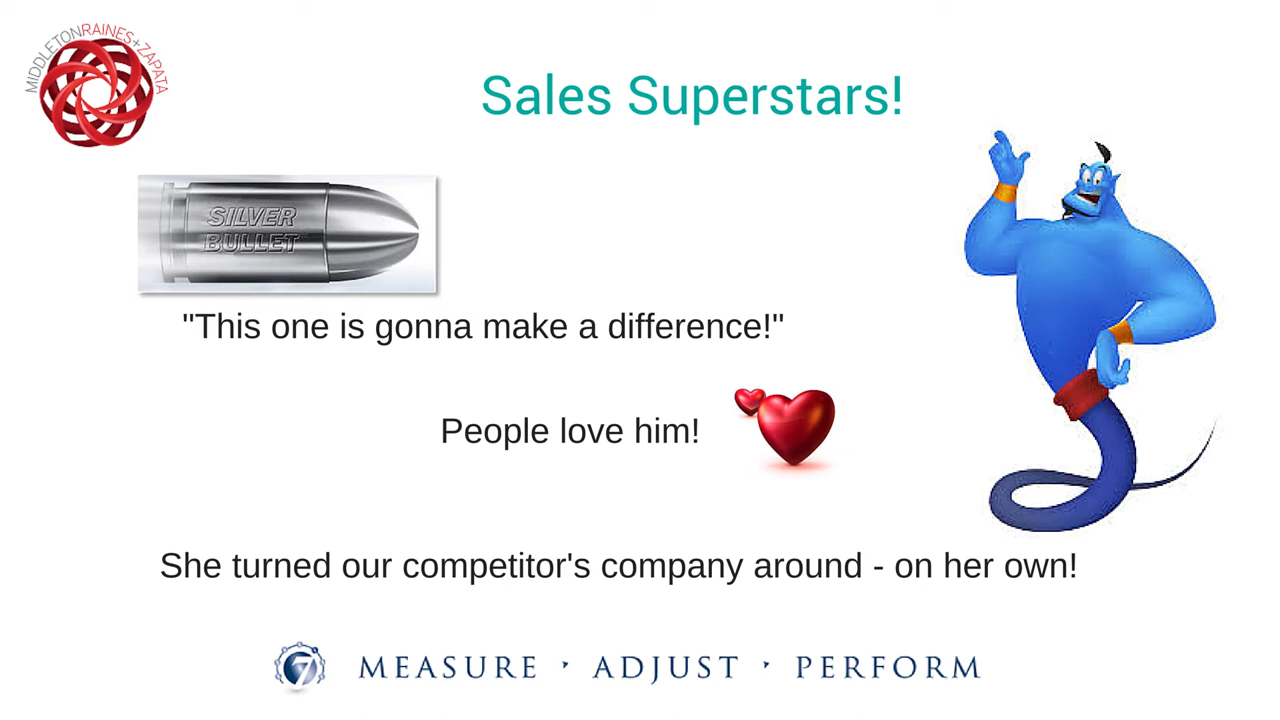 MIDDLETONRAINES+ZAPATA
Sales Superstars!
SILVER
BULLET
"This one is gonna make a difference!"
People love him!
She turned our competitor's company around - on her own!
7 MEASURE ' ADJUST ' PERFORM